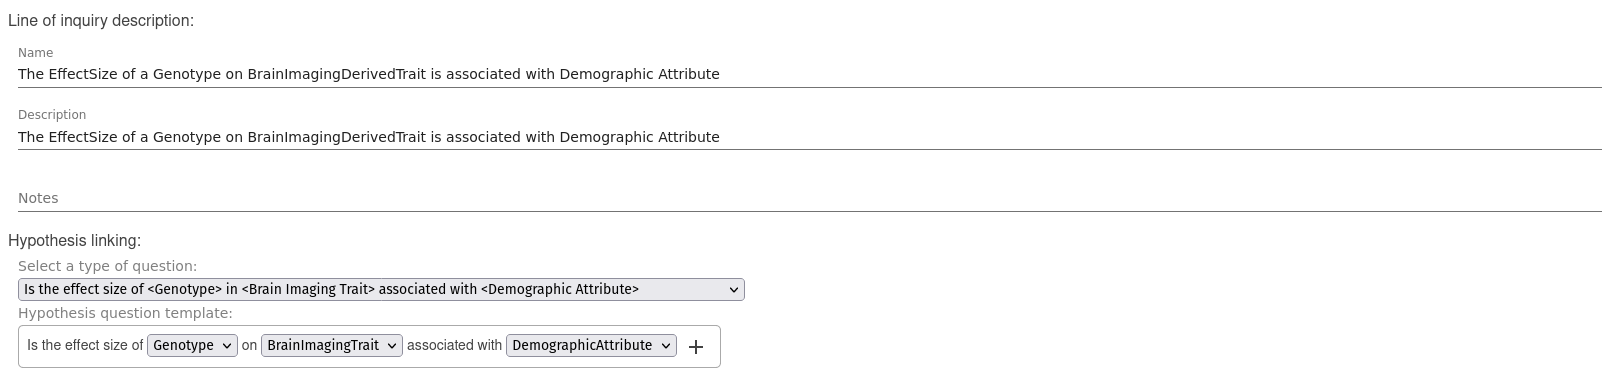 Line of inquiry description:
Name
The EffectSize of a Genotype on BrainImagingDerivedTrait is associated with Demographic Attribute
Description
The EffectSize of a Genotype on BrainImagingDerivedTrait is associated with Demographic Attribute
Notes
Hypothesis linking:
Select a type of question:
Is the effect size of <Genotype> in <Brain Imaging Trait> associated with <Demographic Attribute>
Hypothesis question template:
Is the effect size of Genotype on BrainImagingTrait associated with DemographicAttribute +